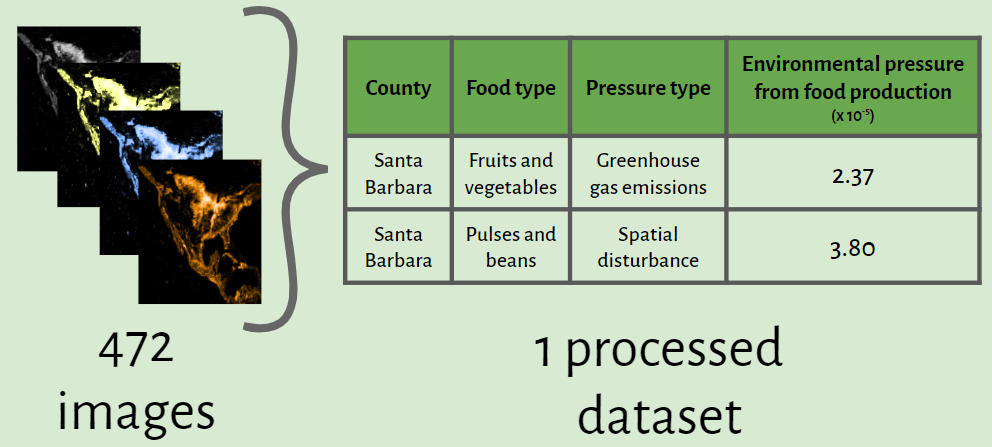 County
Food type
Pressure type
Environmental pressure
from food production
(x 10⁻⁵)
Santa
Barbara
Fruits and
vegetables
Greenhouse
gas emissions
2.37
Santa
Barbara
Pulses and
beans
Spatial
disturbance
3.80
472
images
1 processed
dataset